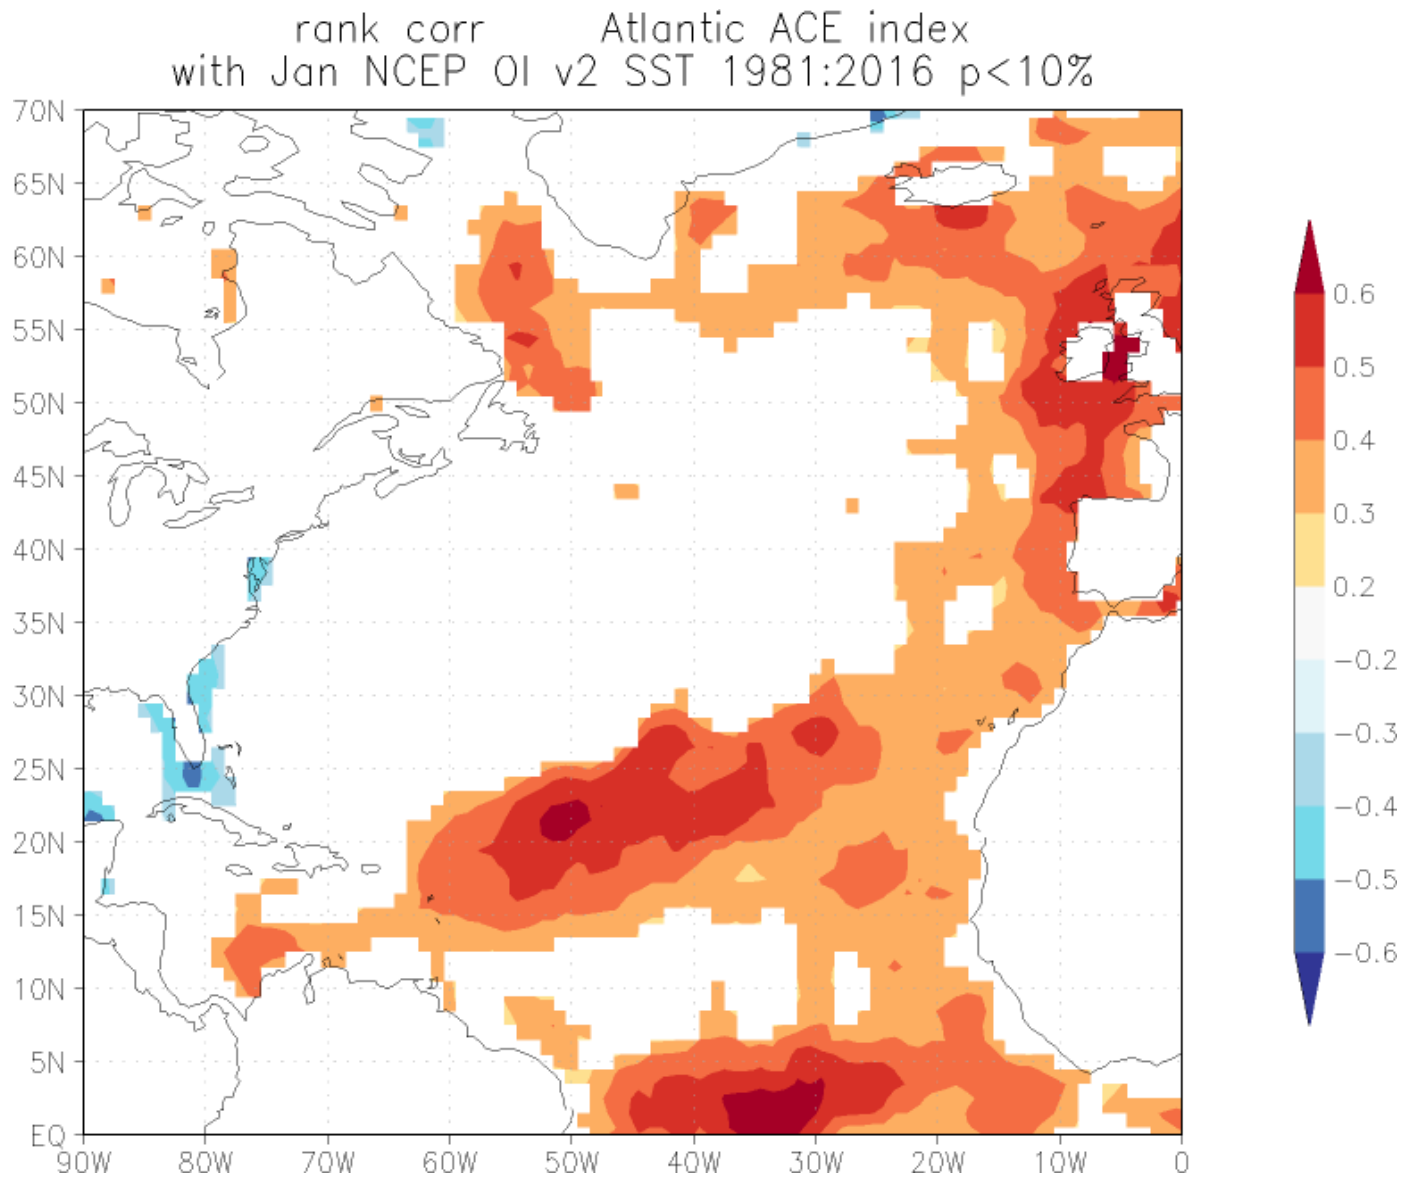 rank corr Atlantic ACE index
with Jan NCEP OI v2 SST 1981:2016 p<10%
70N
65N
60N
55N
50N
45N
40N
35N
30N
25N
20N
15N
10N
5N
EQ
90W 80W 70W 60W 50W 40W 30W 20W 10W 0
0.6
0.5
0.4
0.3
0.2
−0.2
−0.3
−0.4
−0.5
−0.6